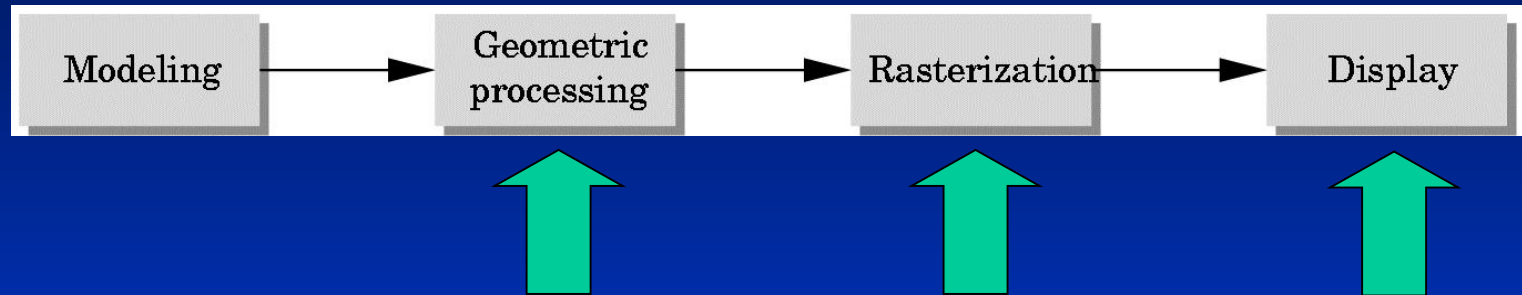 Modeling
Geometric
processing
Rasterization
Display